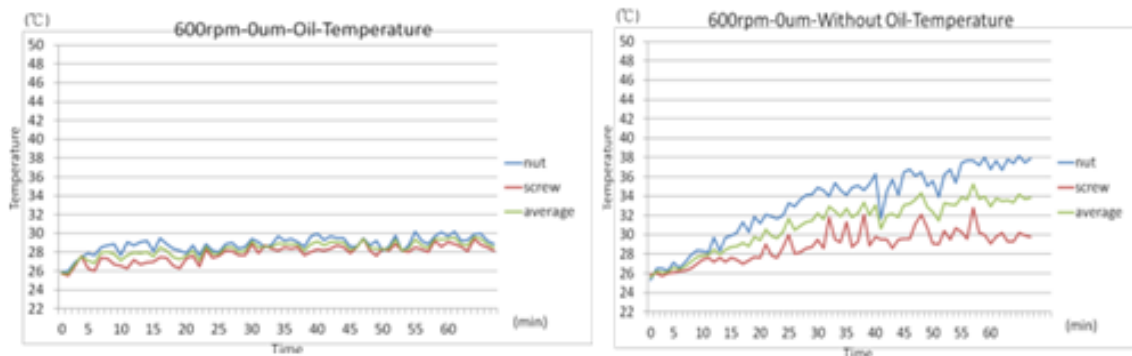 (℃)
600rpm-0um-Oil-Temperature
50
48
46
44
42
40
38
36
34
32
30
28
26
24
22
Temperature
0 5 10 15 20 25 30 35 40 45 50 55 60
(min)
Time
nut
screw
average
(℃)
600rpm-0um-Without Oil-Temperature
50
48
46
44
42
40
38
36
34
32
30
28
26
24
22
Temperature
0 5 10 15 20 25 30 35 40 45 50 55 60
(min)
Time
nut
screw
average